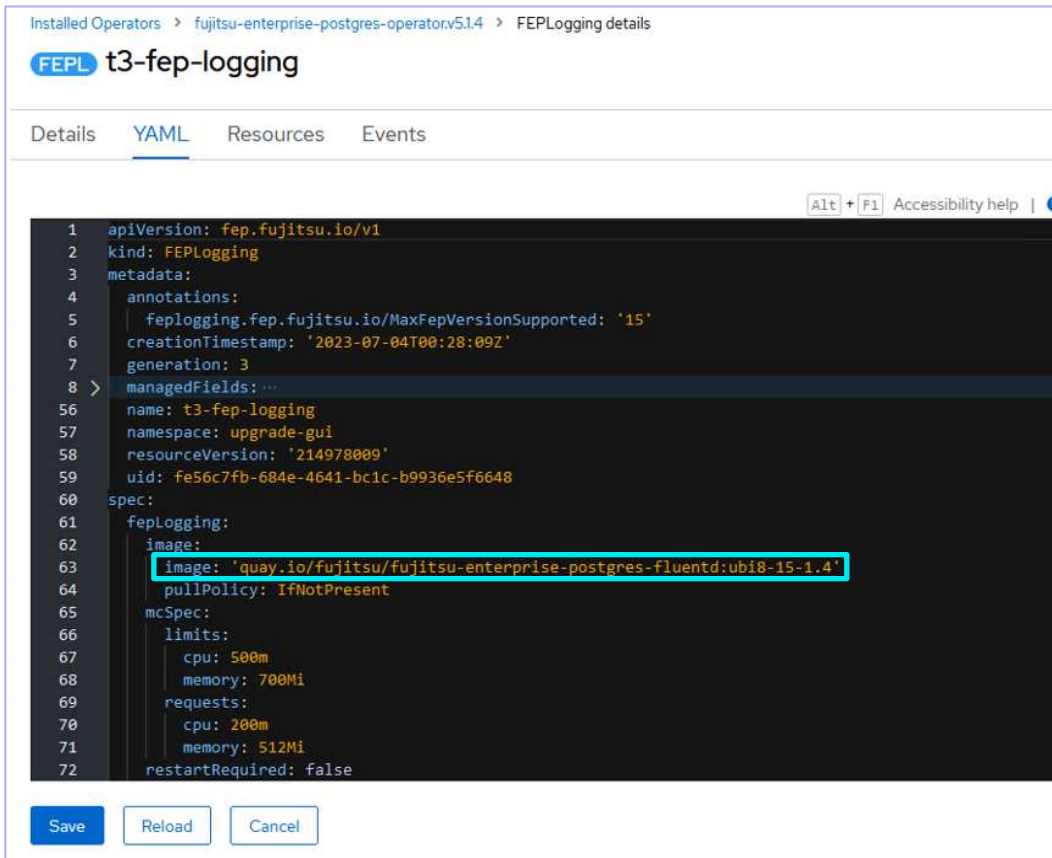 Installed Operators > fujitsu-enterprise-postgres-operator.v5.1.4 > FEPLogging details
FEPL t3-fep-logging
Details YAML Resources Events
Alt + F1 Accessibility help |
1 apiVersion: fep.fujitsu.io/v1
2 kind: FEPLogging
3 metadata:
4 annotations:
5 feplogging.fep.fujitsu.io/MaxFepVersionSupported: '15'
6 creationTimestamp: '2023-07-04T00:28:09Z'
7 generation: 3
8 > managedFields: ...
56 name: t3-fep-logging
57 namespace: upgrade-gui
58 resourceVersion: '214978009'
59 uid: fe56c7fb-684e-4641-bc1c-b9936e5f6648
60 spec:
61 fepLogging:
62 image:
63 image: 'quay.io/fujitsu/fujitsu-enterprise-postgres-fluentd:ubi8-15-1.4'
64 pullPolicy: IfNotPresent
65 mcSpec:
66 limits:
67 cpu: 500m
68 memory: 700Mi
69 requests:
70 cpu: 200m
71 memory: 512Mi
72 restartRequired: false
Save Reload Cancel